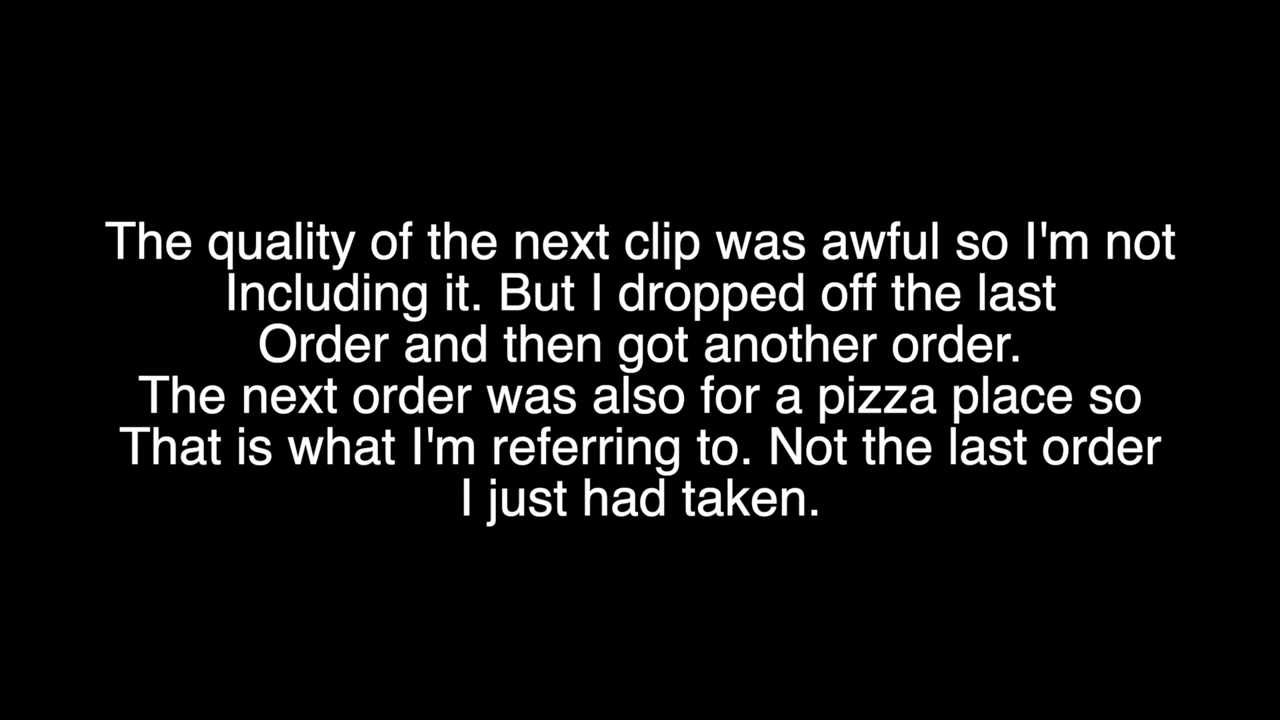 The quality of the next clip was awful so I'm not
Including it. But I dropped off the last
Order and then got another order.
The next order was also for a pizza place so
That is what I'm referring to. Not the last order
I just had taken.